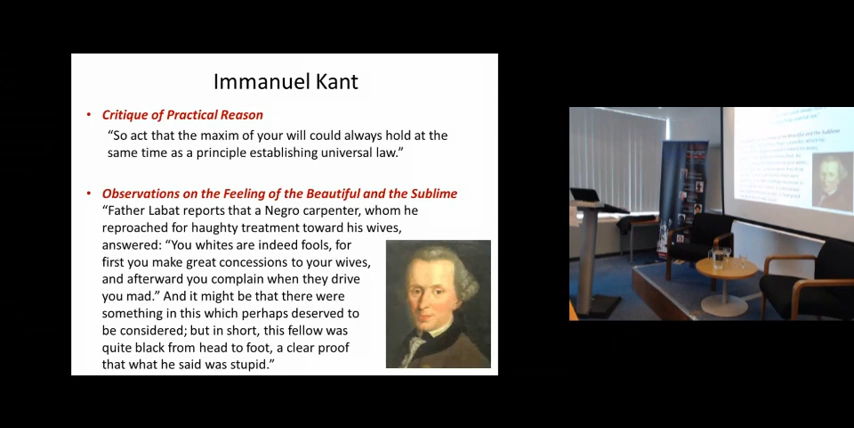 Immanuel Kant
• Critique of Practical Reason
“So act that the maxim of your will could always hold at the
same time as a principle establishing universal law.”
• Observations on the Feeling of the Beautiful and the Sublime
“Father Labat reports that a Negro carpenter, whom he
reproached for haughty treatment toward his wives,
answered: “You whites are indeed fools, for
first you make great concessions to your wives,
and afterward you complain when they drive
you mad.” And it might be that there were
something in this which perhaps deserved to
be considered; but in short, this fellow was
quite black from head to foot, a clear proof
that what he said was stupid.”